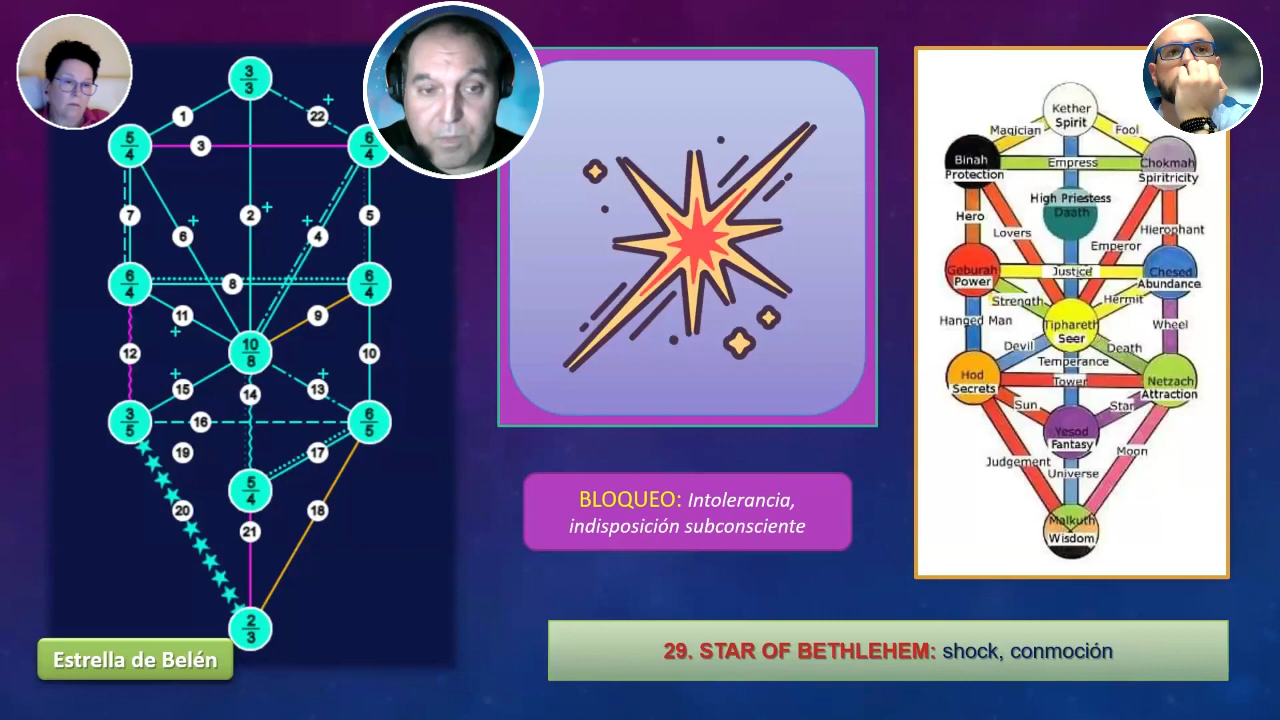 3
3
1
22
+
5
4
3
6
4
7
6
+
2
+
4
+
5
6
4
8
6
4
11
+
9
12
10
8
10
15
+
14
13
+
3
5
16
6
5
19
17
5
4
20
21
18
2
3
Estrella de Belén
BLOQUEO: Intolerancia,
indisposición subconsciente
Kether
Spirit
Magician
Fool
Binah
Protection
Empress
Chokmah
Spiritricity
High Priestess
Daath
Hero
Lovers
Emperor
Hierophant
Geburah
Power
Justice
Chesed
Abundance
Strength
Hermit
Hanged Man
Tiphareth
Seer
Wheel
Devil
Death
Temperance
Hod
Secrets
Tower
Netzach
Attraction
Sun
Star
Yesod
Fantasy
Judgement
Moon
Universe
Malkuth
Wisdom
29. STAR OF BETHLEHEM: shock, conmoción